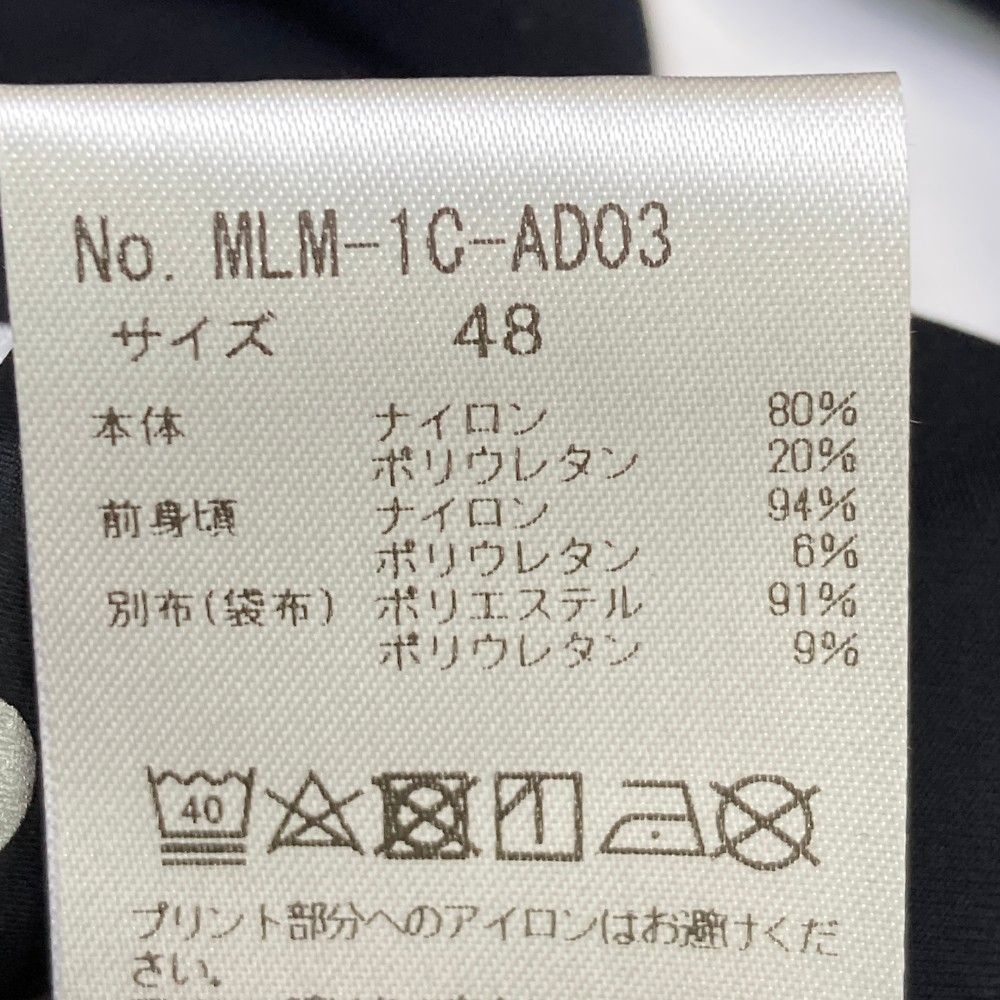 No. MLM-1C-AD03
サイズ 48
本体 ナイロン 80%
ポリウレタン 20%
前身頃 ナイロン 94%
ポリウレタン 6%
別布(袋布) ポリエステル 91%
ポリウレタン 9%
40
プリント部分へのアイロンはお避けくだ
さい。